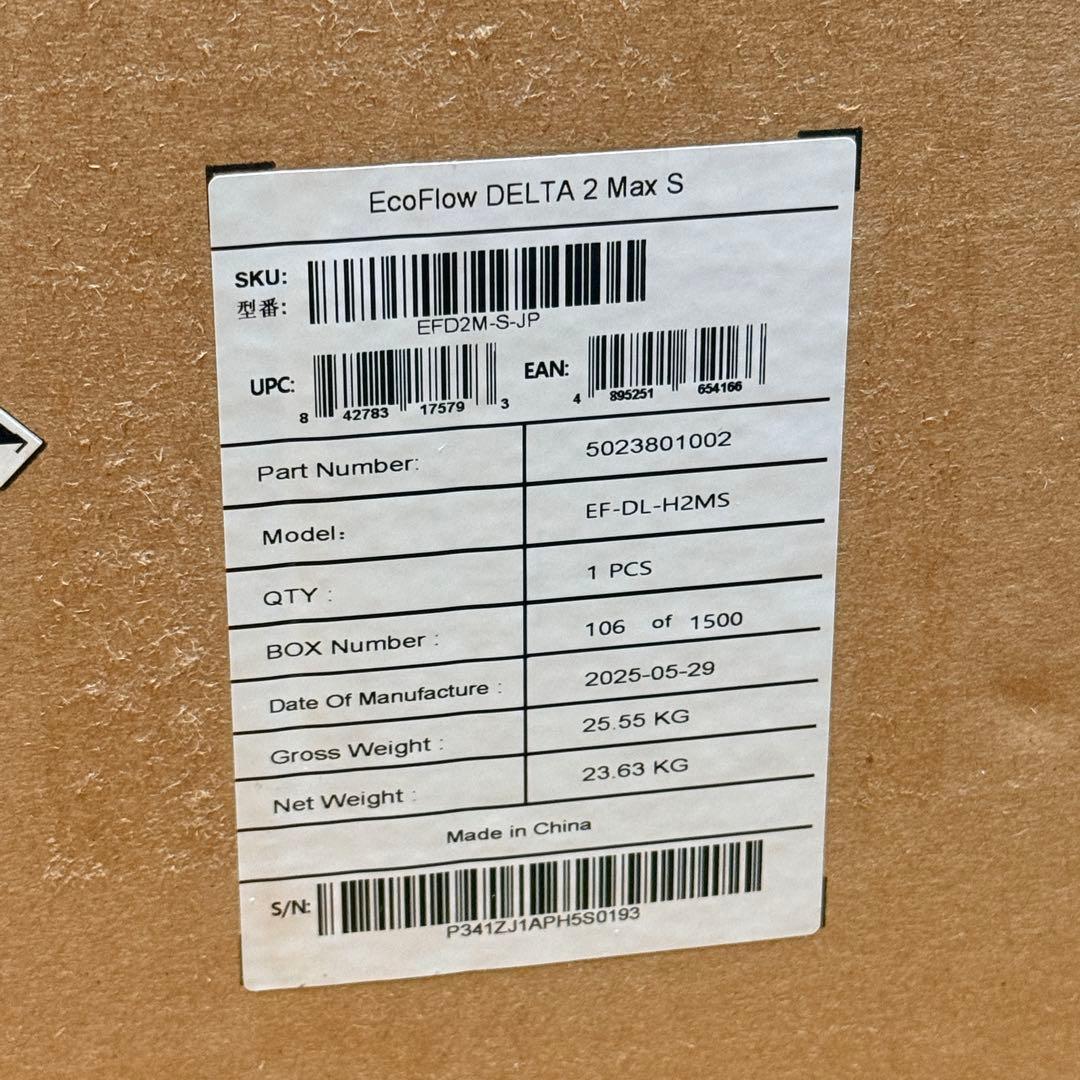 EcoFlow DELTA 2 Max S
SKU:
型番:
EFD2M-S-JP
UPC: 8 42783 17579 3
EAN: 4 895251 654166
Part Number: 5023801002
Model: EF-DL-H2MS
QTY : 1 PCS
BOX Number : 106 of 1500
Date Of Manufacture : 2025-05-29
Gross Weight : 25.55 KG
Net Weight : 23.63 KG
Made in China
S/N: P341ZJ1APH5S0193